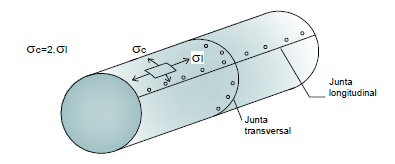 σc=2.σl
σc
σl
Junta
longitudinal
Junta
transversal